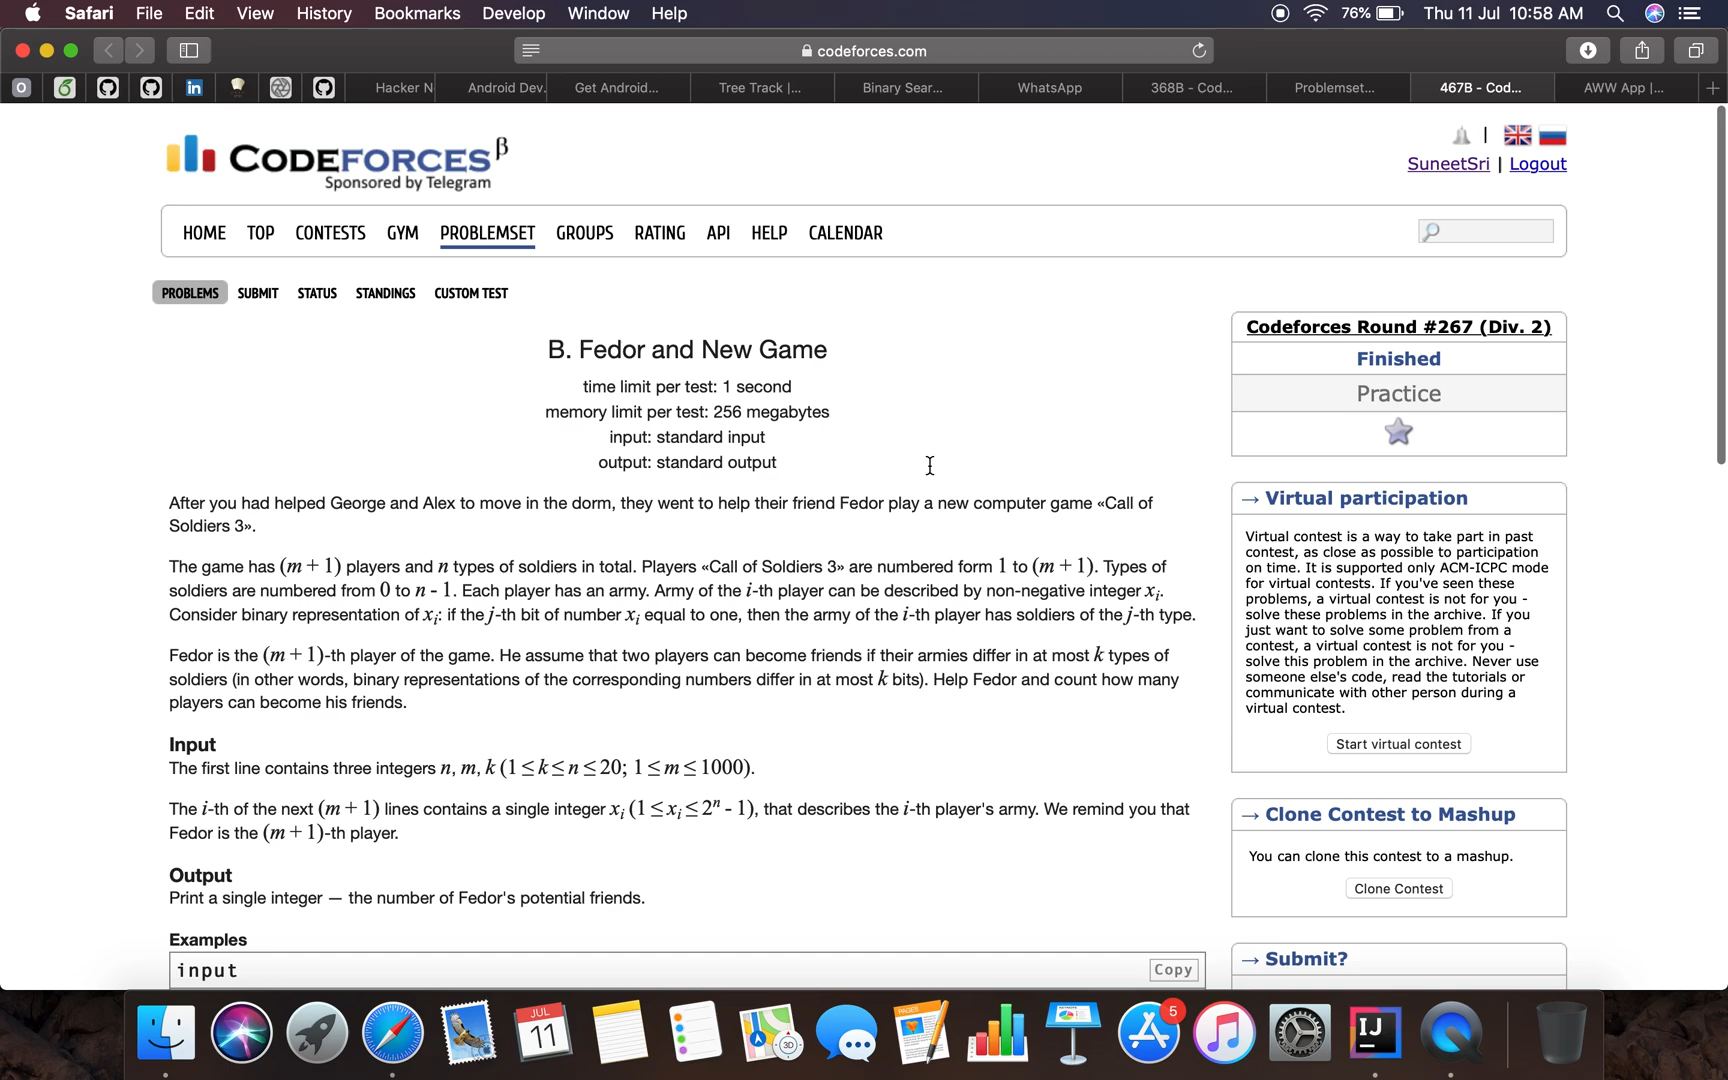 Safari File Edit View History Bookmarks Develop Window Help 76% Thu 11 Jul 10:58 AM
codeforces.com
O in Hacker N Android Dev. Get Android... Tree Track |... Binary Sear... WhatsApp 368B - Cod... Problemset... 467B - Cod... AWW App |...
CODEFORCES β
Sponsored by Telegram
|
SuneetSri | Logout
HOME TOP CONTESTS GYM PROBLEMSET GROUPS RATING API HELP CALENDAR
PROBLEMS SUBMIT STATUS STANDINGS CUSTOM TEST
B. Fedor and New Game
time limit per test: 1 second
memory limit per test: 256 megabytes
input: standard input
output: standard output
After you had helped George and Alex to move in the dorm, they went to help their friend Fedor play a new computer game «Call of
Soldiers 3».
The game has (m + 1) players and n types of soldiers in total. Players «Call of Soldiers 3» are numbered form 1 to (m + 1). Types of
soldiers are numbered from 0 to n - 1. Each player has an army. Army of the i-th player can be described by non-negative integer xᵢ.
Consider binary representation of xᵢ: if the j-th bit of number xᵢ equal to one, then the army of the i-th player has soldiers of the j-th type.
Fedor is the (m + 1)-th player of the game. He assume that two players can become friends if their armies differ in at most k types of
soldiers (in other words, binary representations of the corresponding numbers differ in at most k bits). Help Fedor and count how many
players can become his friends.
Input
The first line contains three integers n, m, k (1 ≤ k ≤ n ≤ 20; 1 ≤ m ≤ 1000).
The i-th of the next (m + 1) lines contains a single integer xᵢ (1 ≤ xᵢ ≤ 2ⁿ - 1), that describes the i-th player's army. We remind you that
Fedor is the (m + 1)-th player.
Output
Print a single integer — the number of Fedor's potential friends.
Examples
input
Copy
Codeforces Round #267 (Div. 2)
Finished
Practice
→ Virtual participation
Virtual contest is a way to take part in past
contest, as close as possible to participation
on time. It is supported only ACM-ICPC mode
for virtual contests. If you've seen these
problems, a virtual contest is not for you -
solve these problems in the archive. If you
just want to solve some problem from a
contest, a virtual contest is not for you -
solve this problem in the archive. Never use
someone else's code, read the tutorials or
communicate with other person during a
virtual contest.
Start virtual contest
→ Clone Contest to Mashup
You can clone this contest to a mashup.
Clone Contest
→ Submit?
JUL
11
3D
PAGES
5
IJ